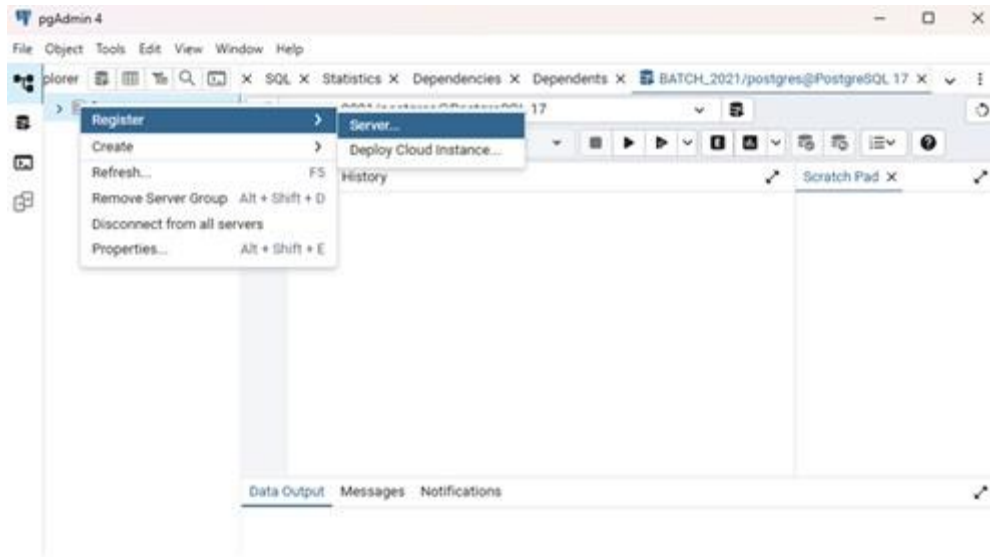 pgAdmin 4
File Object Tools Edit View Window Help
plorer SQL Statistics Dependencies Dependents BATCH_2021/postgres@PostgreSQL 17
17
Register
Server...
Create
Deploy Cloud Instance...
Refresh... F5
History
Scratch Pad
Remove Server Group Alt + Shift + D
Disconnect from all servers
Properties... Alt + Shift + E
Data Output Messages Notifications